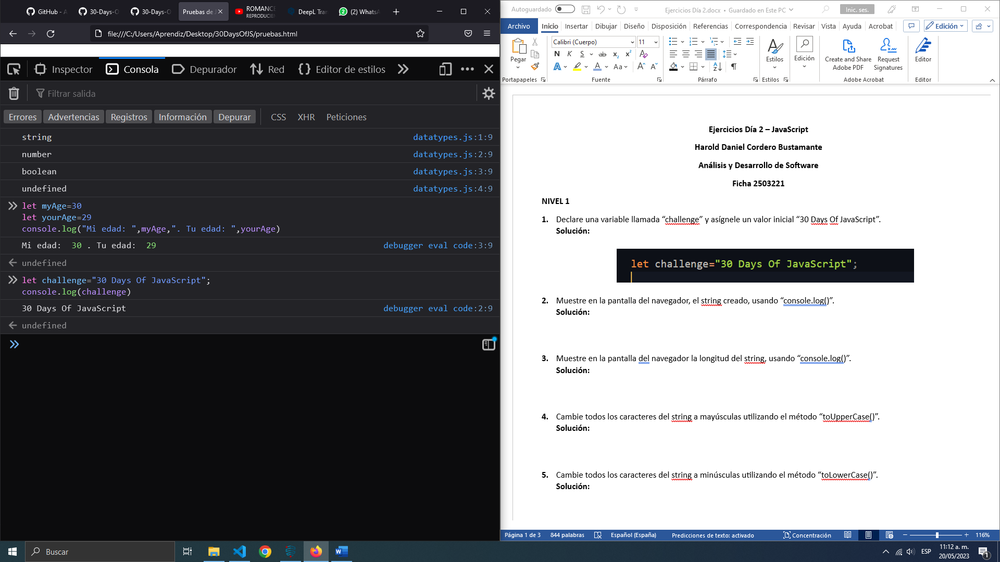 GitHub - A
30-Days-O
30-Days-O
Pruebas de J
ROMANCE
REPRODUCIEN
DeepL Tran
(2) WhatsA
file:///C:/Users/Aprendiz/Desktop/30DaysOfJS/pruebas.html
Inspector
Consola
Depurador
Red
Editor de estilos
Filtrar salida
Errores
Advertencias
Registros
Información
Depurar
CSS
XHR
Peticiones
string datatypes.js:1:9
number datatypes.js:2:9
boolean datatypes.js:3:9
undefined datatypes.js:4:9
let myAge=30
let yourAge=29
console.log("Mi edad: ",myAge,". Tu edad: ",yourAge)
Mi edad:  30 . Tu edad:  29 debugger eval code:3:9
undefined
let challenge="30 Days Of JavaScript";
console.log(challenge)
30 Days Of JavaScript debugger eval code:2:9
undefined
Autoguardado
Ejercicios Día 2.docx • Guardado en Este PC
Inic. ses.
Archivo
Inicio
Insertar
Dibujar
Diseño
Disposición
Referencias
Correspondencia
Revisar
Vista
Ayuda
Acrobat
Edición
Pegar
Calibri (Cuerpo)
11
N K S ab x₂ x²
A A Aa A A
Estilos
Edición
Create and Share
Adobe PDF
Request
Signatures
Editor
Portapapeles
Fuente
Párrafo
Estilos
Adobe Acrobat
Editor
Ejercicios Día 2 – JavaScript
Harold Daniel Cordero Bustamante
Análisis y Desarrollo de Software
Ficha 2503221
NIVEL 1
1. Declare una variable llamada “challenge” y asígnele un valor inicial “30 Days Of JavaScript”.
Solución:
let challenge="30 Days Of JavaScript";
2. Muestre en la pantalla del navegador, el string creado, usando “console.log()”.
Solución:
3. Muestre en la pantalla del navegador la longitud del string, usando “console.log()”.
Solución:
4. Cambie todos los caracteres del string a mayúsculas utilizando el método “toUpperCase()”.
Solución:
5. Cambie todos los caracteres del string a minúsculas utilizando el método “toLowerCase()”.
Solución:
Página 1 de 3
844 palabras
Español (España)
Predicciones de texto: activado
Concentración
116%
Buscar
ESP
11:12 a. m.
20/05/2023
1